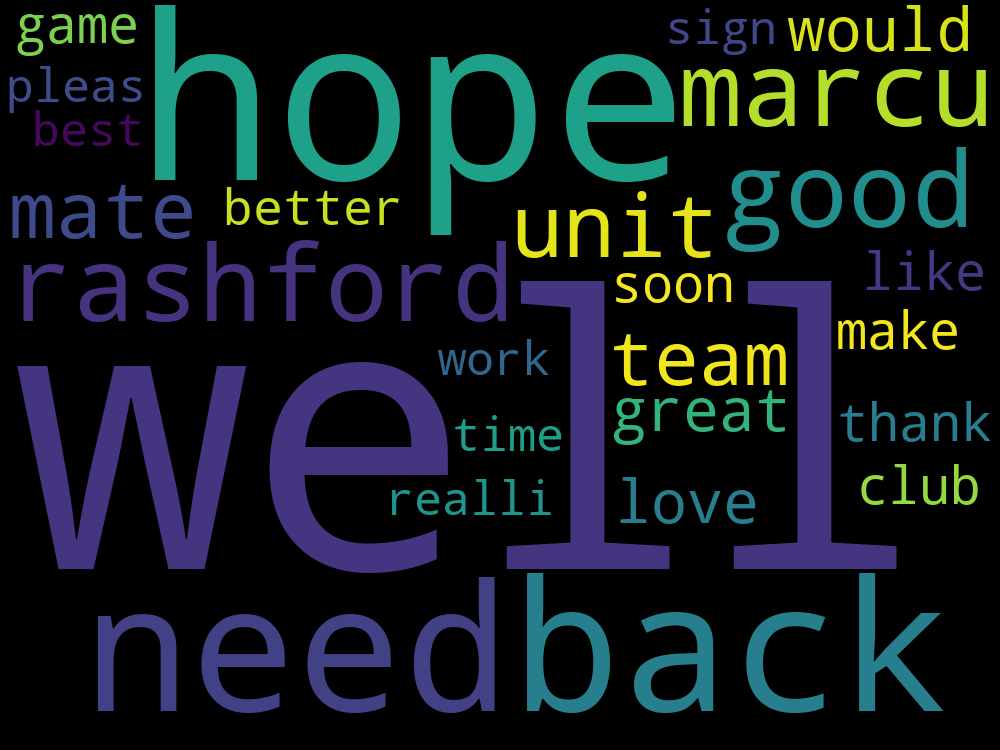 game
hope
sign
would
pleas
marcu
best
mate
better
unit
good
rashford
soon
like
well
work
team
make
great
time
thank
realli
love
club
need
back